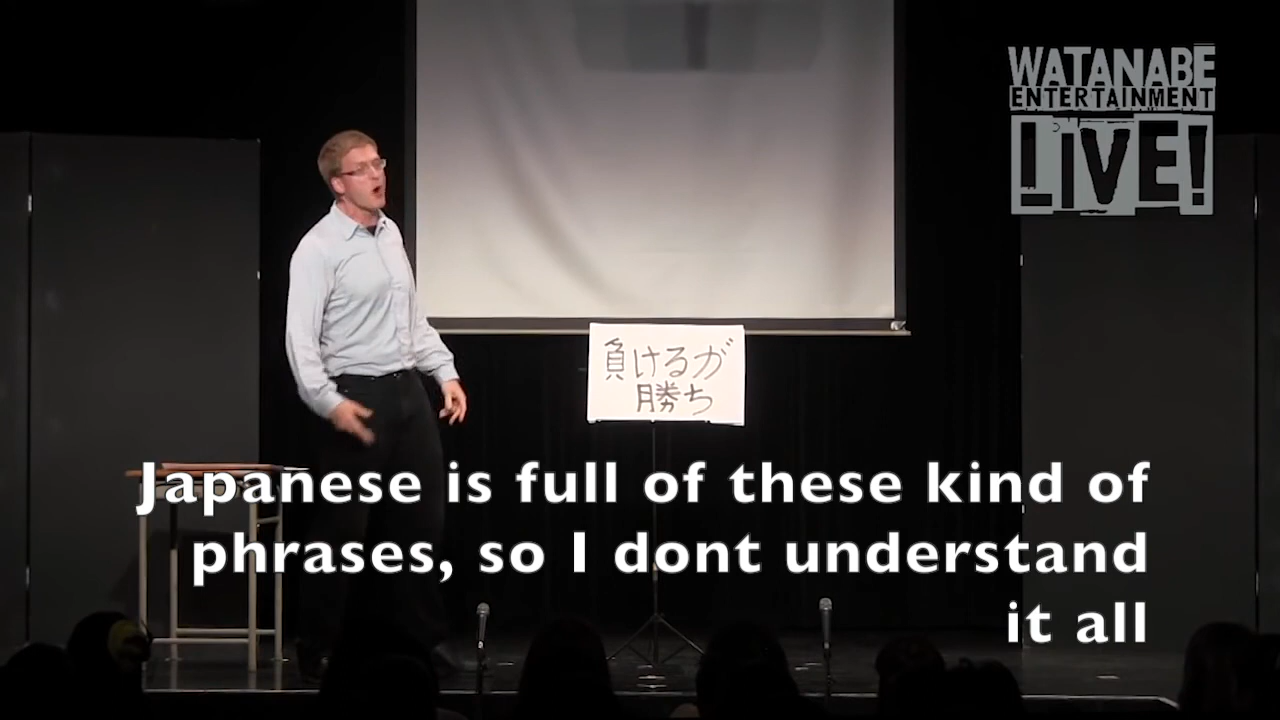 WATANABE
ENTERTAINMENT
LIVE!
負けるが
勝ち
Japanese is full of these kind of
phrases, so I dont understand
it all